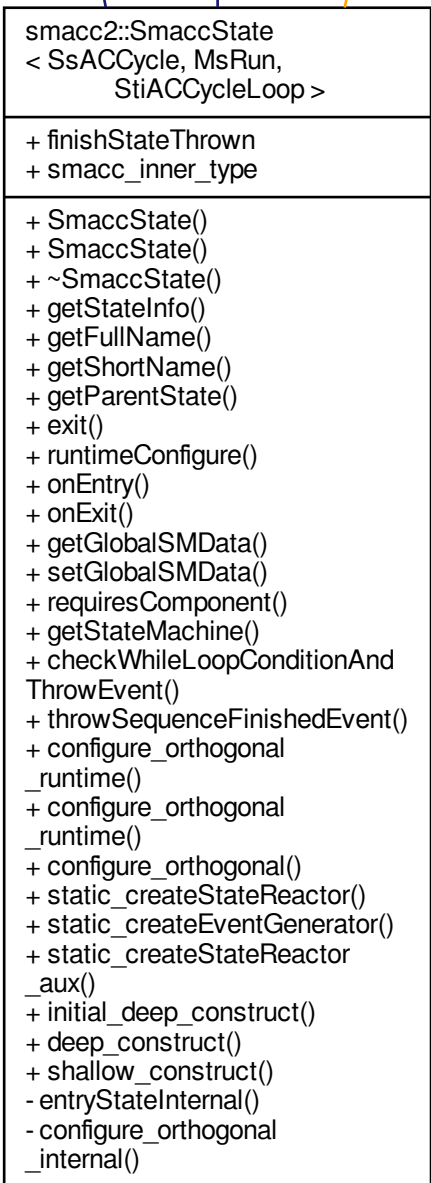 smacc2::SmaccState
< SsACCycle, MsRun,
StiACCycleLoop >
+ finishStateThrown
+ smacc_inner_type
+ SmaccState()
+ SmaccState()
+ ~SmaccState()
+ getStateInfo()
+ getFullName()
+ getShortName()
+ getParentState()
+ exit()
+ runtimeConfigure()
+ onEntry()
+ onExit()
+ getGlobalSMData()
+ setGlobalSMData()
+ requiresComponent()
+ getStateMachine()
+ checkWhileLoopConditionAnd
ThrowEvent()
+ throwSequenceFinishedEvent()
+ configure_orthogonal
_runtime()
+ configure_orthogonal
_runtime()
+ configure_orthogonal()
+ static_createStateReactor()
+ static_createEventGenerator()
+ static_createStateReactor
_aux()
+ initial_deep_construct()
+ deep_construct()
+ shallow_construct()
- entryStateInternal()
- configure_orthogonal
_internal()